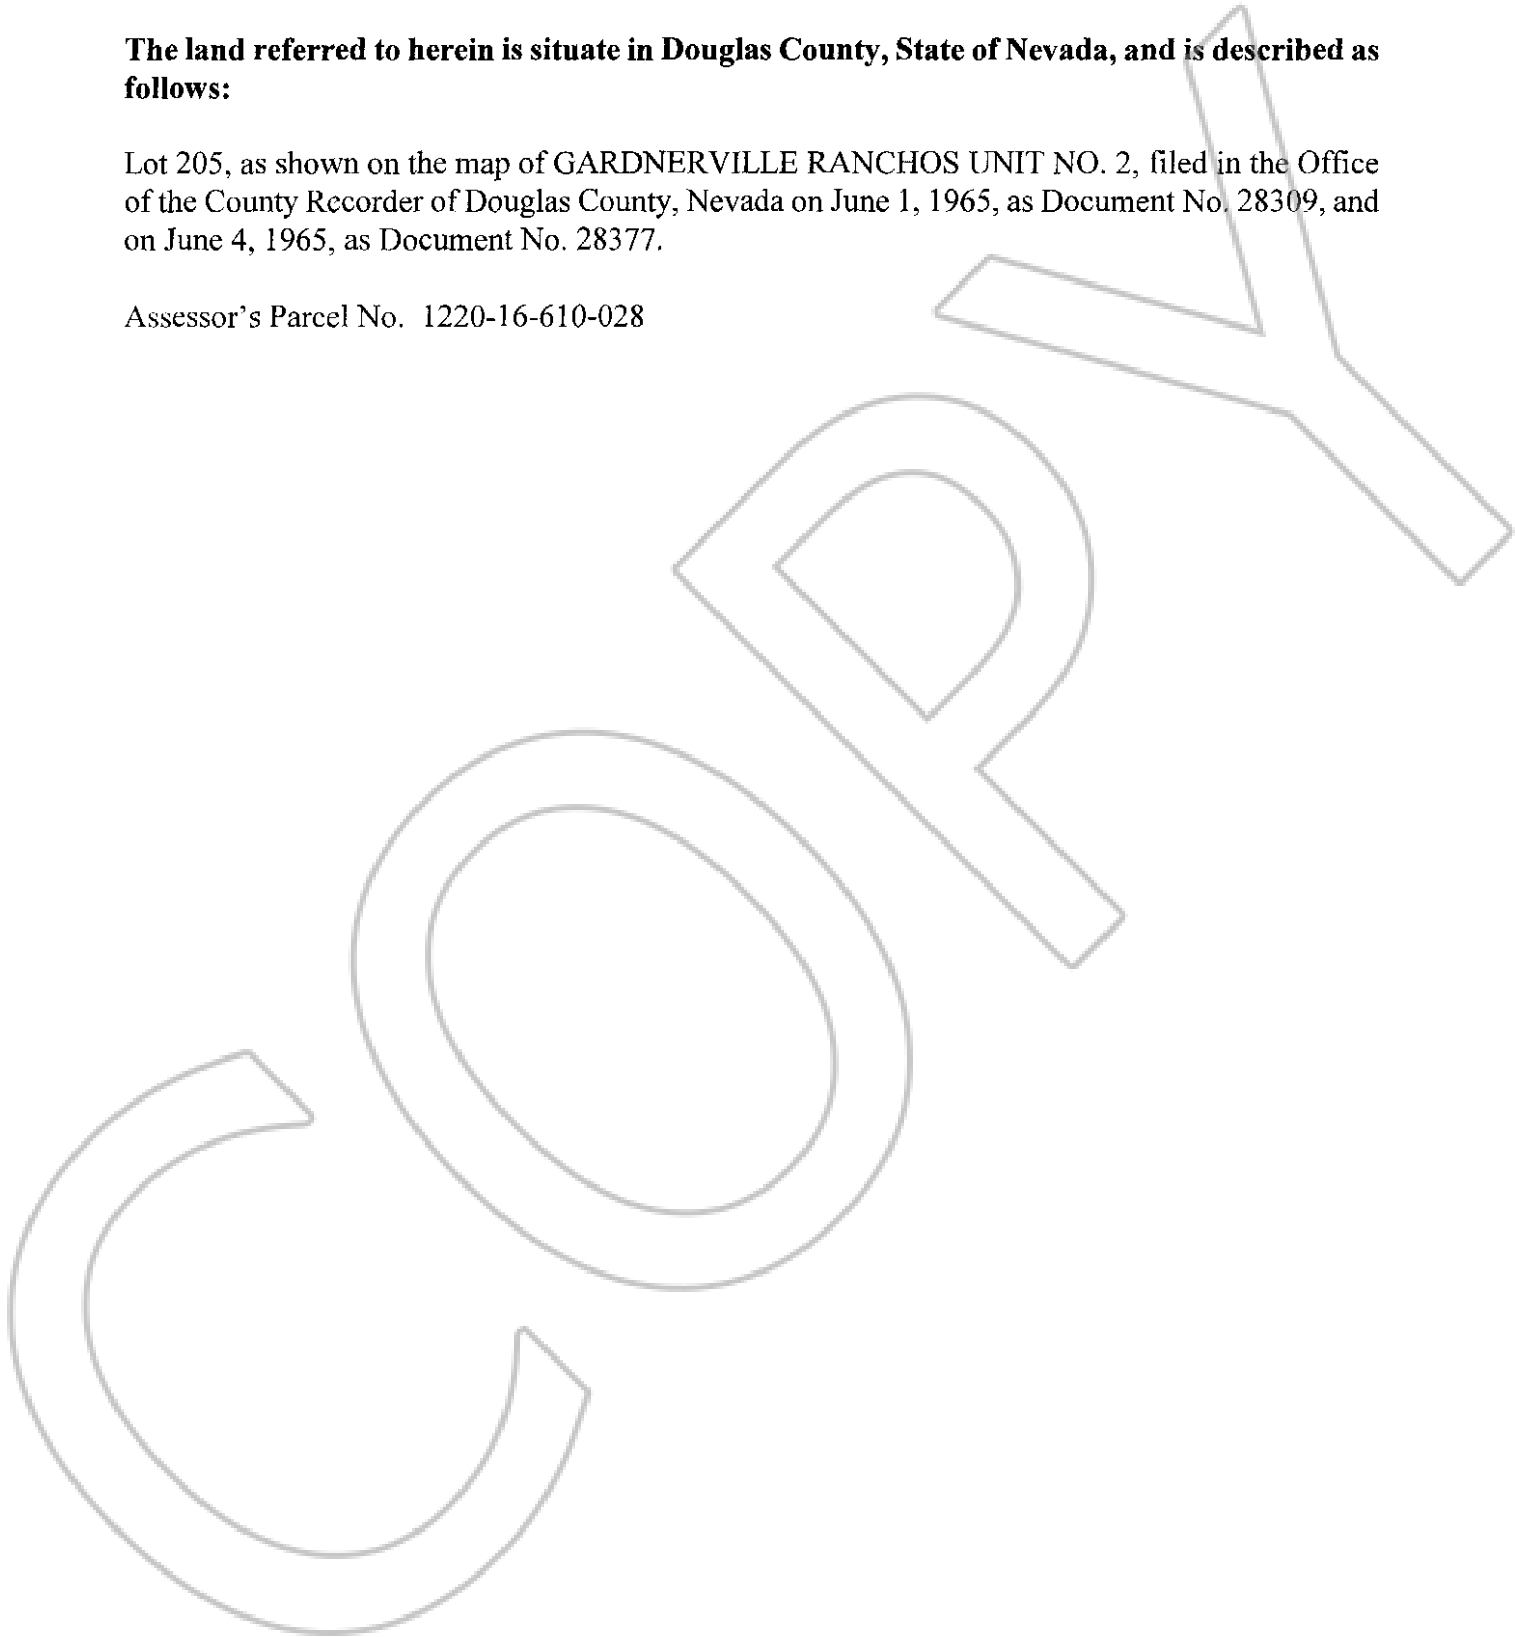 The land referred to herein is situate in Douglas County, State of Nevada, and is described as
follows:
Lot 205, as shown on the map of GARDNERVILLE RANCHOS UNIT NO. 2, filed in the Office
of the County Recorder of Douglas County, Nevada on June 1, 1965, as Document No. 28309, and
on June 4, 1965, as Document No. 28377.
Assessor's Parcel No.  1220-16-610-028
COPY